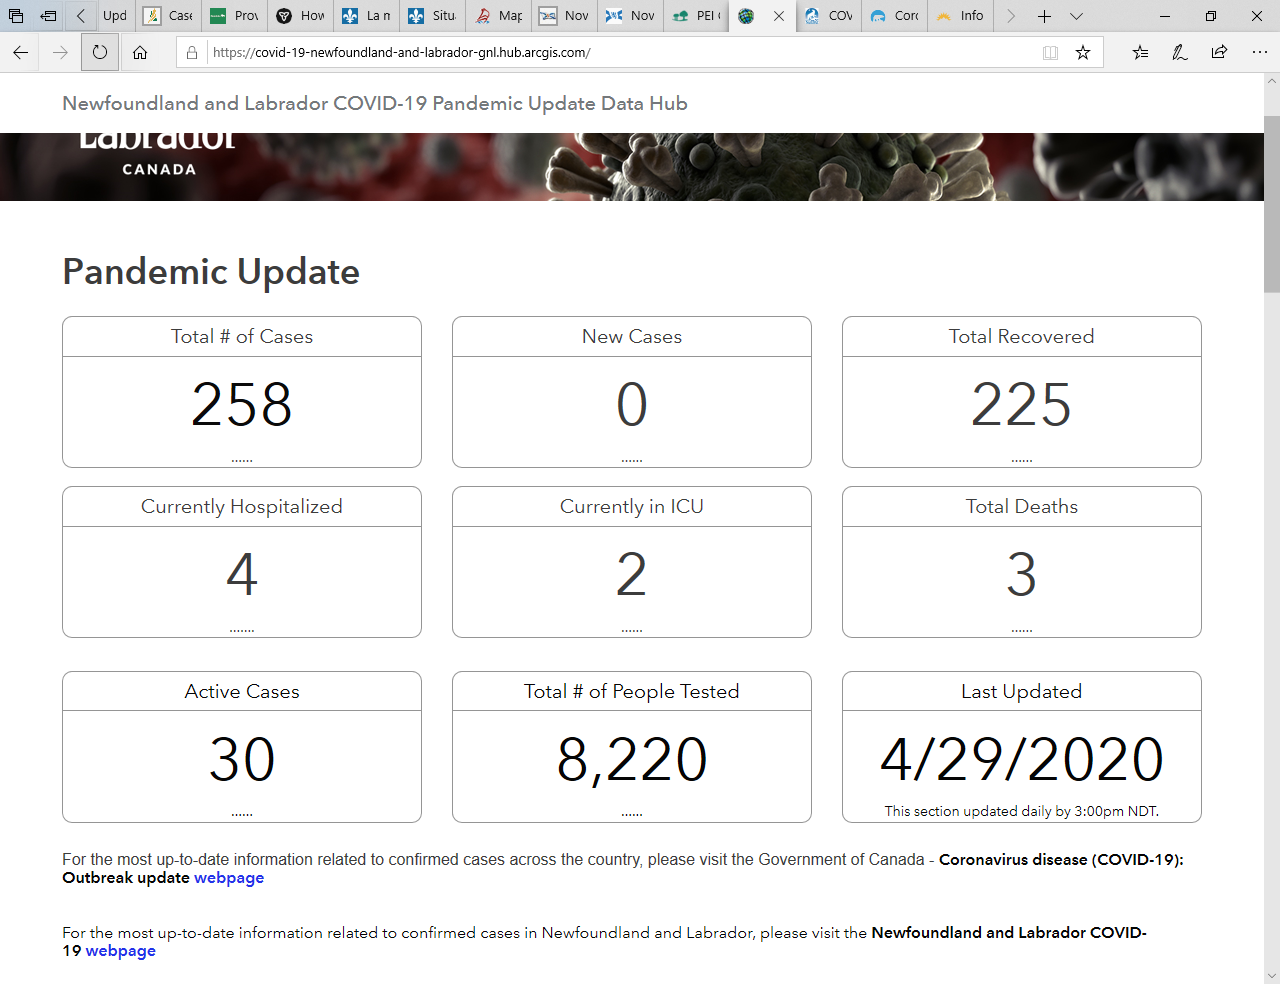 Upd
Case
Prov
How
La n
Situ
Map
Nov
Nov
PEI
COV
Corc
Info
https://covid-19-newfoundland-and-labrador-gnl.hub.arcgis.com/
Newfoundland and Labrador COVID-19 Pandemic Update Data Hub
Labrador
CANADA
Pandemic Update
Total # of Cases
258
......
New Cases
0
......
Total Recovered
225
......
Currently Hospitalized
4
.......
Currently in ICU
2
......
Total Deaths
3
......
Active Cases
30
......
Total # of People Tested
8,220
......
Last Updated
4/29/2020
This section updated daily by 3:00pm NDT.
For the most up-to-date information related to confirmed cases across the country, please visit the Government of Canada - Coronavirus disease (COVID-19):
Outbreak update webpage
For the most up-to-date information related to confirmed cases in Newfoundland and Labrador, please visit the Newfoundland and Labrador COVID-
19 webpage